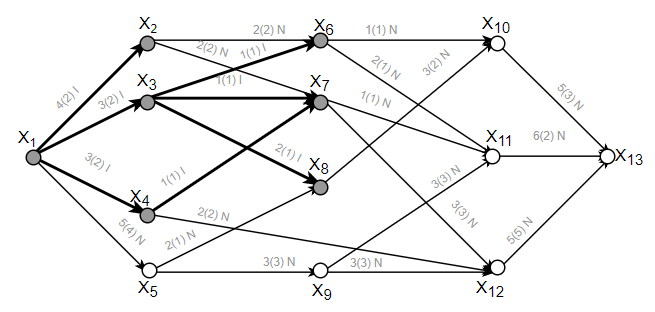 X2
2(2) N
X6
1(1) N
X10
2(2) N
1(1) I
4(2) I
3(2) I
X3
1(1) I
X7
2(1) N
3(2) N
5(3) N
1(1) N
X1
3(2) I
1(1) I
2(1) I
X8
X11
6(2) N
X13
X4
3(3) N
5(4) N
2(1) N
2(2) N
3(3) N
5(5) N
X5
3(3) N
X9
3(3) N
X12